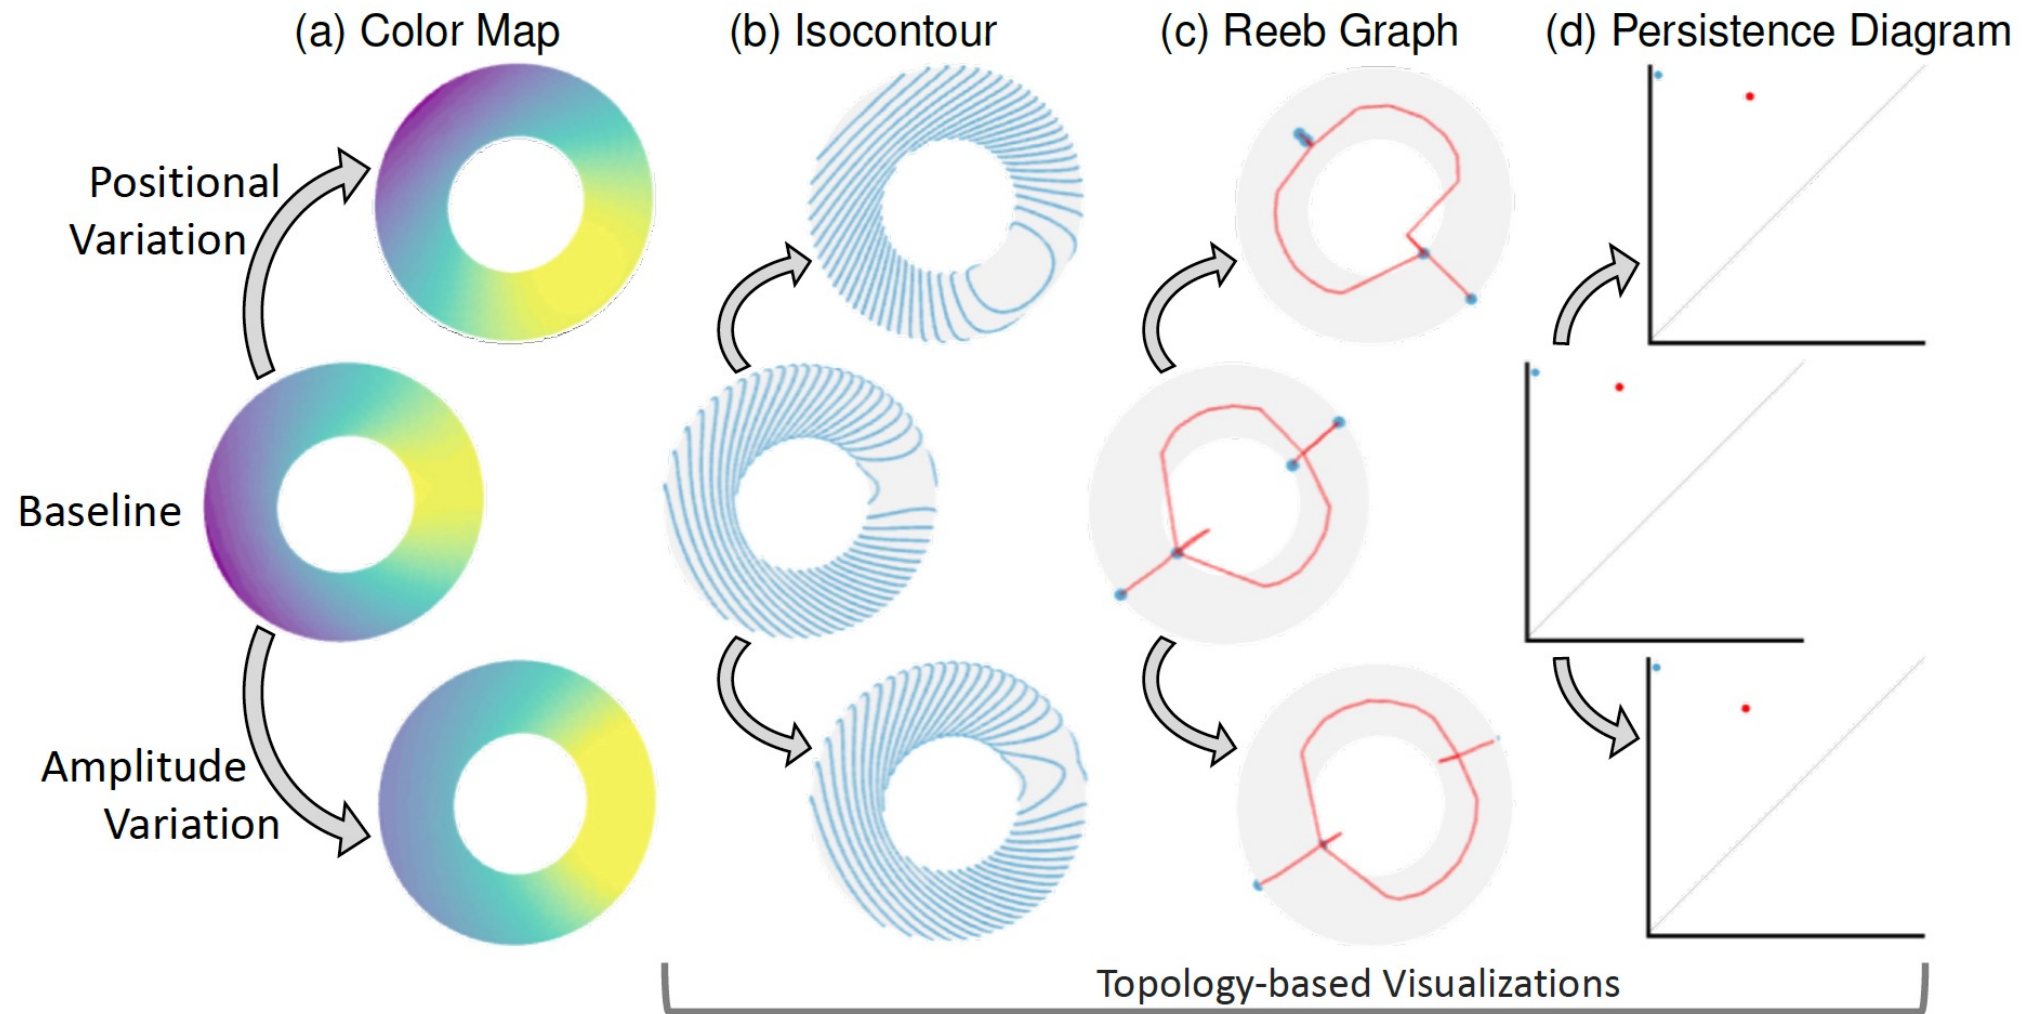 (a) Color Map
(b) Isocontour
(c) Reeb Graph
(d) Persistence Diagram
Positional
Variation
Baseline
Amplitude
Variation
Topology-based Visualizations